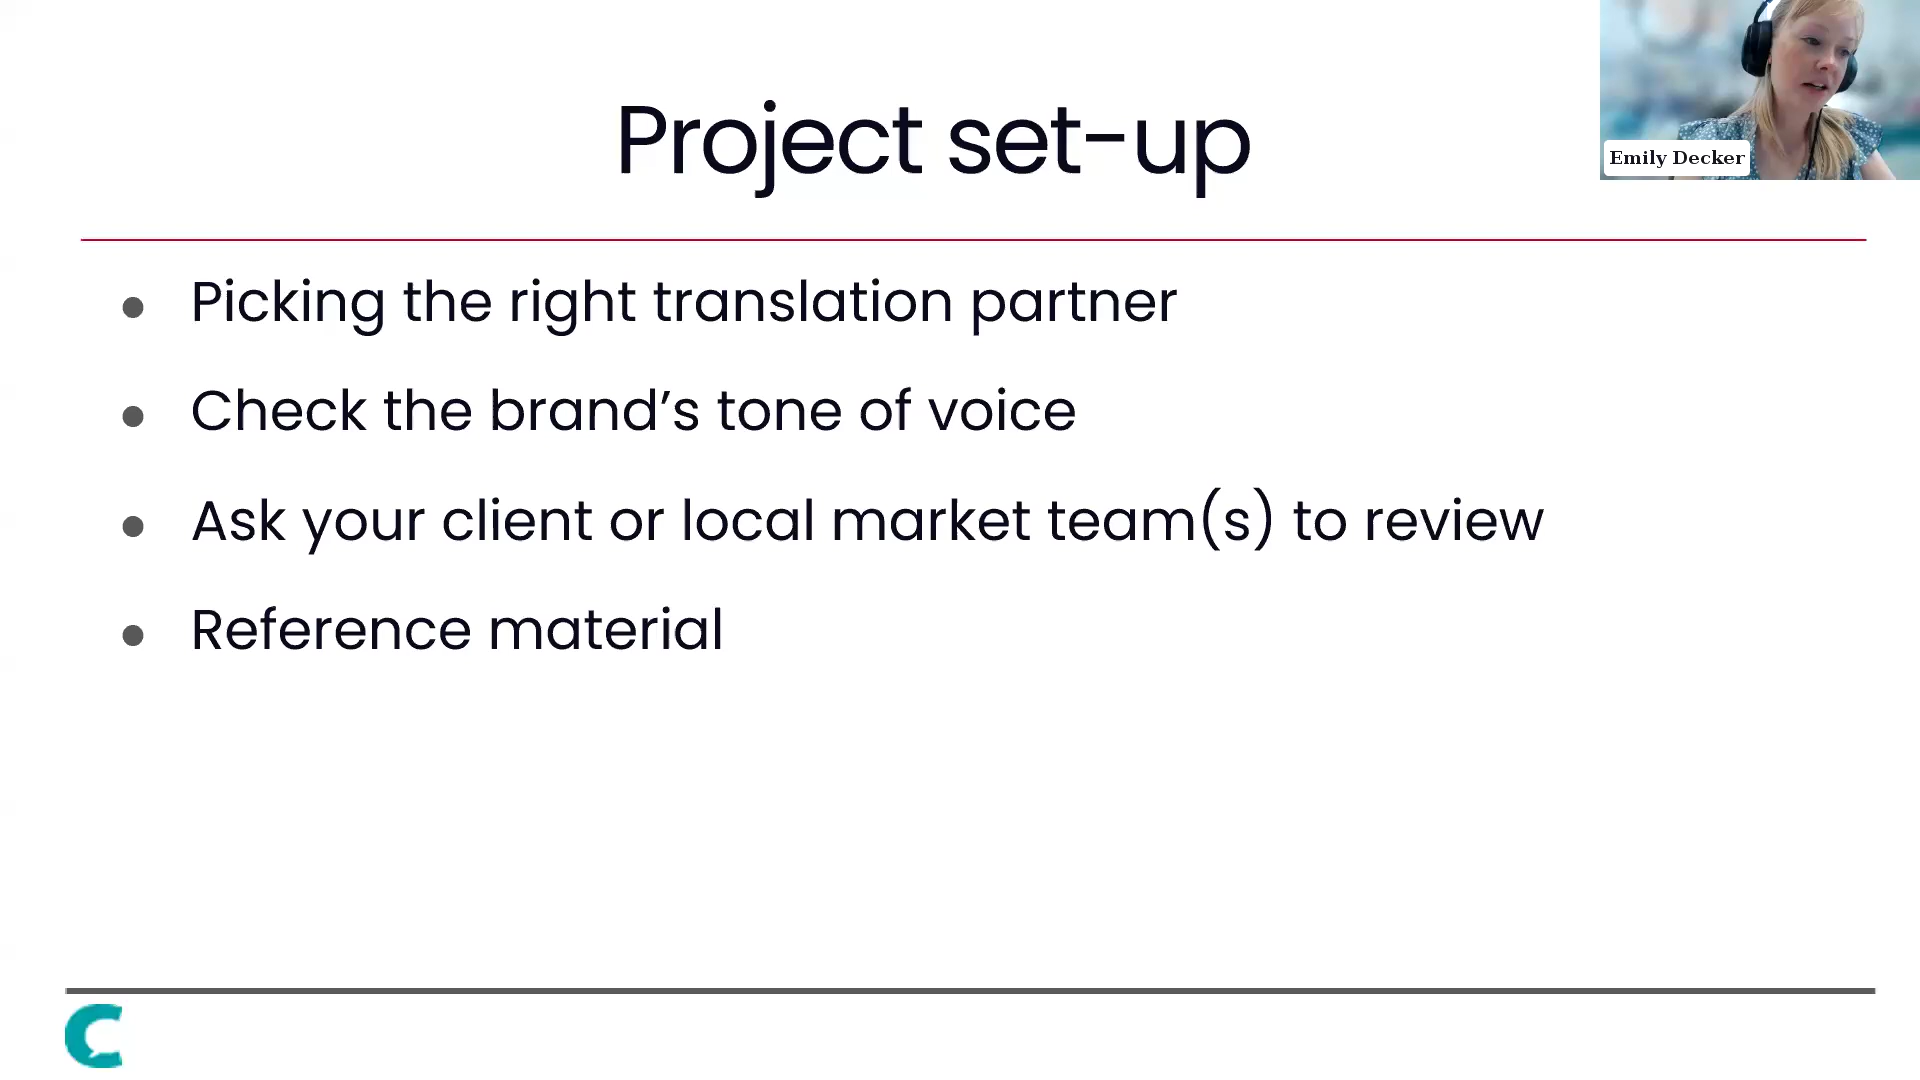 Project set-up
Emily Decker
Picking the right translation partner
Check the brand’s tone of voice
Ask your client or local market team(s) to review
Reference material